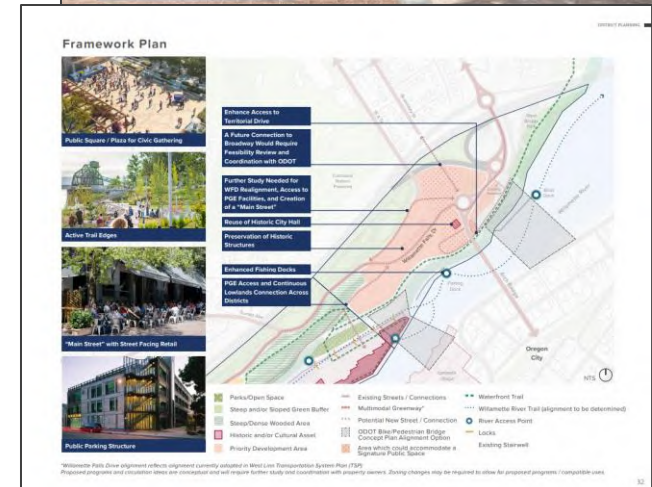 DISTRICT PLANNING
Framework Plan
Public Square / Plaza for Civic Gathering
Active Trail Edges
"Main Street" with Street Facing Retail
Public Parking Structure
Enhance Access to
Territorial Drive
A Future Connection to
Broadway Would Require
Feasibility Review and
Coordination with ODOT
Further Study Needed for
WFD Realignment, Access to
PGE Facilities, and Creation
of a "Main Street"
Reuse of Historic City Hall
Preservation of Historic
Structures
Enhanced Fishing Docks
PGE Access and Continuous
Lowlands Connection Across
Districts
Willamette Falls Dr
Willamette River
Fishing
Dock
Oregon
City
NTS
Parks/Open Space
Steep and/or Sloped Green Buffer
Steep/Dense Wooded Area
Historic and/or Cultural Asset
Priority Development Area
Existing Streets / Connections
Multimodal Greenway*
Potential New Street / Connection
ODOT Bike/Pedestrian Bridge
Concept Plan Alignment Option
Area which could accommodate a
Signature Public Space
Waterfront Trail
Willamette River Trail (alignment to be determined)
River Access Point
Locks
Existing Stairwell
*Willamette Falls Drive alignment reflects alignment currently adopted in West Linn Transportation System Plan (TSP)
Proposed programs and circulation ideas are conceptual and will require further study and coordination with property owners. Zoning changes may be required to allow for proposed programs / compatible uses.
32